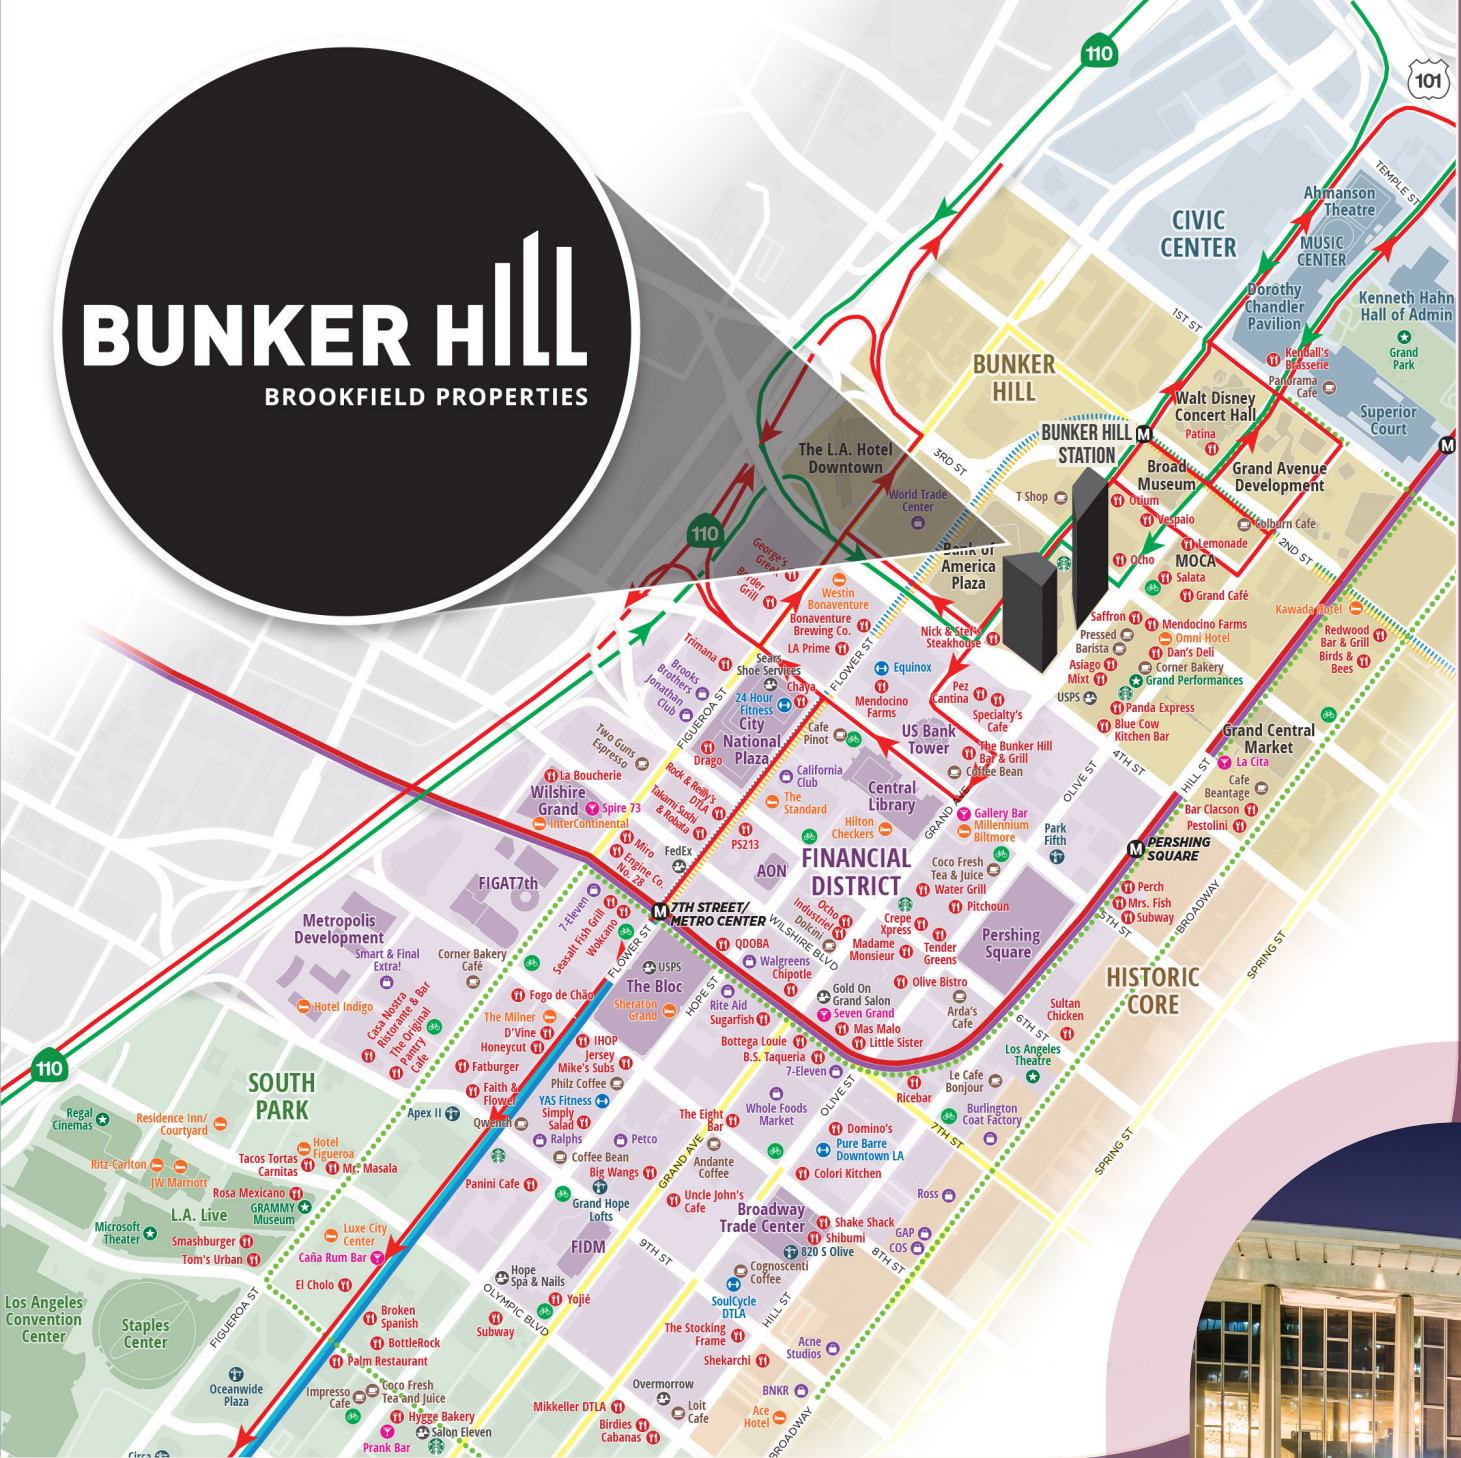 110
101
BUNKER HILL
BROOKFIELD PROPERTIES
CIVIC
CENTER
TEMPLE ST
Ahmanson
Theatre
MUSIC
CENTER
Dorothy
Chandler
Pavilion
Kenneth Hahn
Hall of Admin
Grand
Park
1ST ST
Kendall's
Brasserie
Panorama
Cafe
Superior
Court
BUNKER
HILL
Walt Disney
Concert Hall
Patina
BUNKER HILL
STATION
M
M
The L.A. Hotel
Downtown
3RD ST
World Trade
Center
T Shop
Broad
Museum
Grand Avenue
Development
Otium
Vespaio
Colburn Cafe
Lemonade
2ND ST
MOCA
Ocho
Salata
Grand Café
Bank of
America
Plaza
110
George's
Greek
Border
Grill
Westin
Bonaventure
Bonaventure
Brewing Co.
LA Prime
Nick & Stef's
Steakhouse
Saffron
Mendocino Farms
Pressed
Barista
Omni Hotel
Dan's Deli
Asiago
Mixt
Corner Bakery
Grand Performances
USPS
Panda Express
Blue Cow
Kitchen Bar
Kawada Hotel
Redwood
Bar & Grill
Birds &
Bees
Trimana
Sears
Shoe Services
Brooks
Brothers
Jonathan
Club
24 Hour
Fitness
Chaya
FLOWER ST
Equinox
Mendocino
Farms
Pez
Cantina
Specialty's
Cafe
FIGUEROA ST
City
National
Plaza
Cafe
Pinot
US Bank
Tower
The Bunker Hill
Bar & Grill
Coffee Bean
Grand Central
Market
La Cita
4TH ST
OLIVE ST
HILL ST
Cafe
Beantage
Bar Clacson
Pestolini
Two Guns
Espresso
Drago
La Boucherie
Wilshire
Grand
Spire 73
InterContinental
Rock & Reilly's
DTLA
Takami Sushi
& Robata
California
Club
The
Standard
Central
Library
GRAND AVE
Hilton
Checkers
Gallery Bar
Millennium
Biltmore
Park
Fifth
M
PERSHING
SQUARE
Miro
Engine Co.
No. 28
FedEx
PS213
FINANCIAL
DISTRICT
AON
Coco Fresh
Tea & Juice
Water Grill
Pitchoun
Perch
Mrs. Fish
Subway
5TH ST
BROADWAY
FIGAT7th
7-Eleven
Seasalt Fish Grill
Wokcano
M
7TH STREET/
METRO CENTER
WILSHIRE BLVD
Ocho
Industriel
Dolcini
Crepe
Xpress
Madame
Monsieur
Tender
Greens
Pershing
Square
Metropolis
Development
Smart & Final
Extra!
Corner Bakery
Café
Hotel Indigo
FLOWER ST
USPS
The Bloc
Sheraton
Grand
QDOBA
Walgreens
Chipotle
HOPE ST
Rite Aid
Sugarfish
Gold On
Grand Salon
Seven Grand
Mas Malo
Little Sister
Olive Bistro
Arda's
Cafe
SPRING ST
HISTORIC
CORE
Sultan
Chicken
6TH ST
Los Angeles
Theatre
Casa Nostra
Ristorante & Bar
The Original
Pantry
Cafe
Fogo de Chão
The Milner
D'Vine
Honeycut
Fatburger
Faith &
Flower
IHOP
Jersey
Mike's Subs
Philz Coffee
YAS Fitness
Simply
Salad
Bottega Louie
B.S. Taqueria
7-Eleven
OLIVE ST
Ricebar
Le Cafe
Bonjour
Burlington
Coat Factory
110
SOUTH
PARK
Regal
Cinemas
Residence Inn/
Courtyard
Apex II
Qwench
Ralphs
Petco
Coffee Bean
Big Wangs
The Eight
Bar
Whole Foods
Market
Domino's
Pure Barre
Downtown LA
7TH ST
SPRING ST
Ritz-Carlton
JW Marriott
Hotel
Figueroa
Tacos Tortas
Carnitas
Mr. Masala
Panini Cafe
Grand Hope
Lofts
GRAND AVE
Andante
Coffee
Colori Kitchen
Uncle John's
Cafe
Rosa Mexicano
GRAMMY
Museum
L.A. Live
Microsoft
Theater
Smashburger
Tom's Urban
Luxe City
Center
Caña Rum Bar
El Cholo
FIDM
9TH ST
Broadway
Trade Center
Shake Shack
Shibumi
820 S Olive
8TH ST
Ross
GAP
COS
Cognoscenti
Coffee
SoulCycle
DTLA
HILL ST
Hope
Spa & Nails
OLYMPIC BLVD
Yojié
Subway
The Stocking
Frame
Shekarchi
Acne
Studios
Los Angeles
Convention
Center
Staples
Center
FIGUEROA ST
Broken
Spanish
BottleRock
Palm Restaurant
Oceanwide
Plaza
Impresso
Cafe
Coco Fresh
Tea and Juice
Hygge Bakery
Prank Bar
Salon Eleven
Overmorrow
Mikkeller DTLA
Birdies
Cabanas
Loit
Cafe
BNKR
Ace
Hotel
BROADWAY
Circa